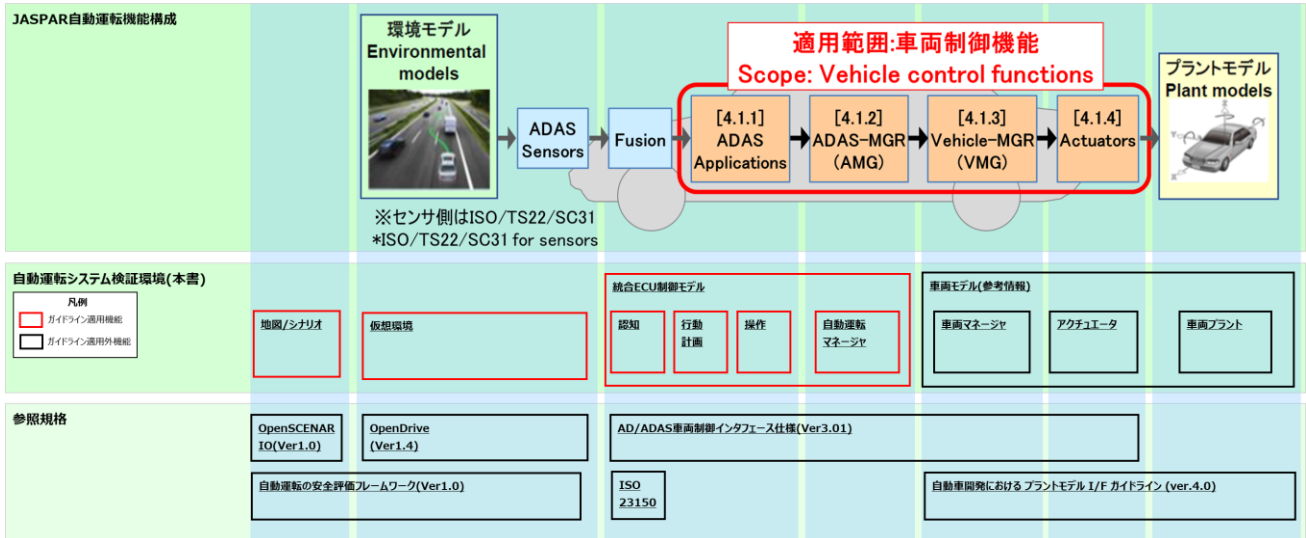 JASPAR自動運転機能構成
環境モデル
Environmental
models
適用範囲:車両制御機能
Scope: Vehicle control functions
プラントモデル
Plant models
ADAS
Sensors
Fusion
[4.1.1]
ADAS
Applications
[4.1.2]
ADAS-MGR
(AMG)
[4.1.3]
Vehicle-MGR
(VMG)
[4.1.4]
Actuators
※センサ側はISO/TS22/SC31
*ISO/TS22/SC31 for sensors
自動運転システム検証環境(本書)
凡例
ガイドライン適用機能
ガイドライン適用外機能
地図/シナリオ
仮想環境
統合ECU制御モデル
認知
行動
計画
操作
自動運転
マネージャ
車両モデル(参考情報)
車両マネージャ
アクチュエータ
車両プラント
参照規格
OpenSCENAR
IO(Ver1.0)
OpenDrive
(Ver1.4)
AD/ADAS車両制御インタフェース仕様(Ver3.01)
自動運転の安全評価フレームワーク(Ver1.0)
ISO
23150
自動車開発における プラントモデル I/F ガイドライン (ver.4.0)